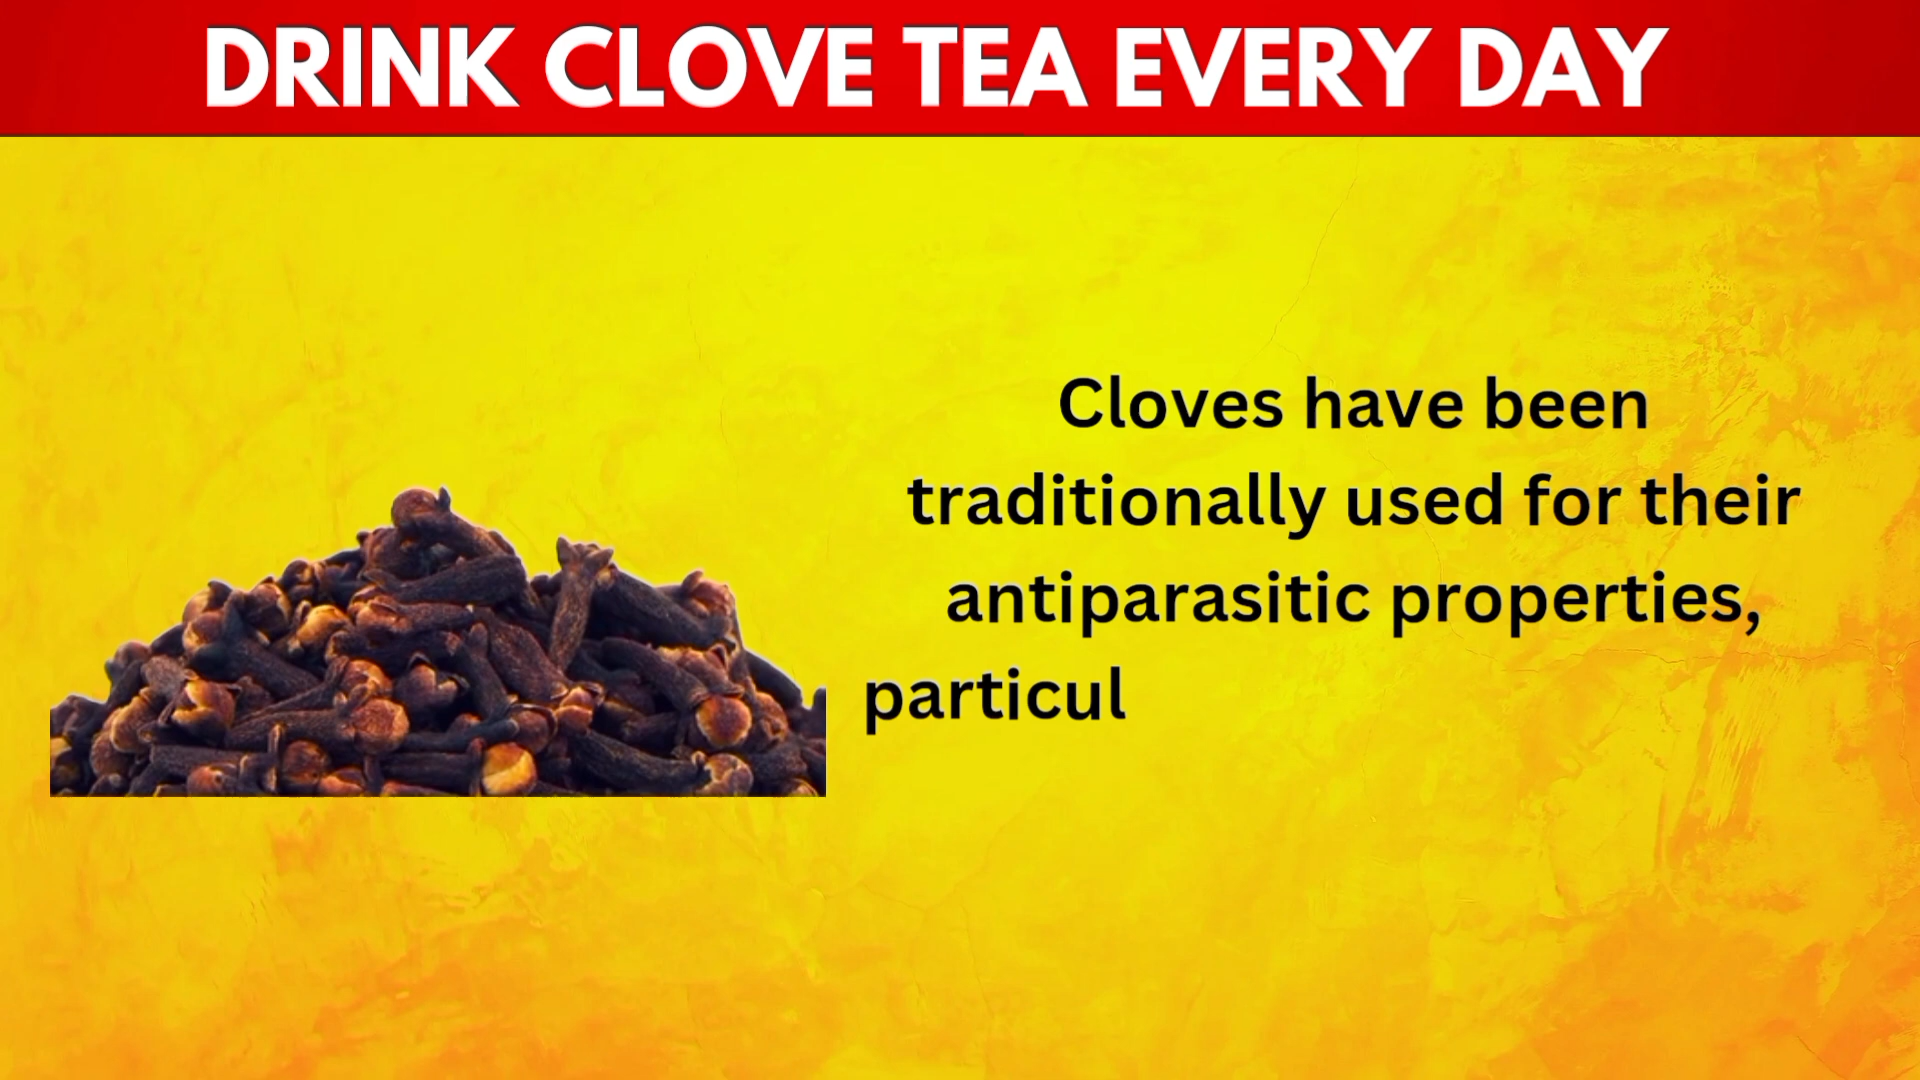 DRINK CLOVE TEA EVERY DAY
Cloves have been
traditionally used for their
antiparasitic properties,
particul